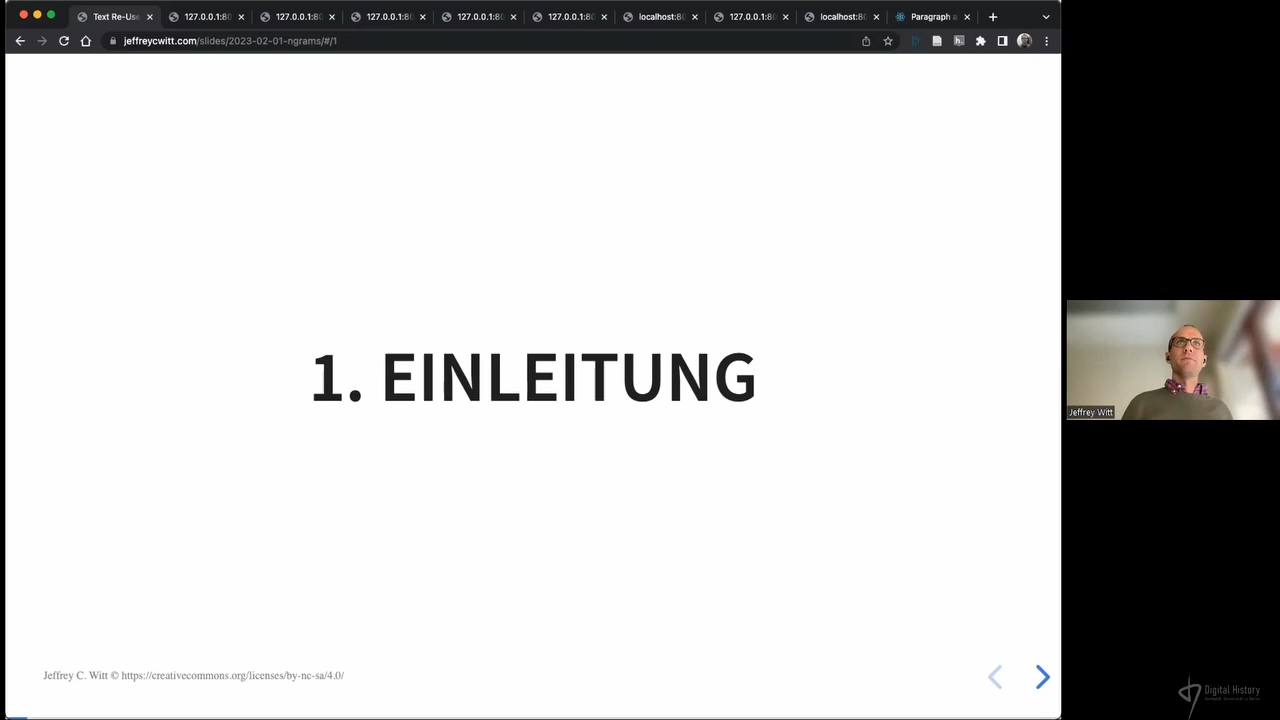 Text Re-Use
127.0.0.1:80
127.0.0.1:80
127.0.0.1:80
127.0.0.1:80
127.0.0.1:80
localhost:80
127.0.0.1:80
localhost:80
Paragraph a
jeffreycwitt.com/slides/2023-02-01-ngrams/#/1
1. EINLEITUNG
Jeffrey Witt
Jeffrey C. Witt © https://creativecommons.org/licenses/by-nc-sa/4.0/
Digital History